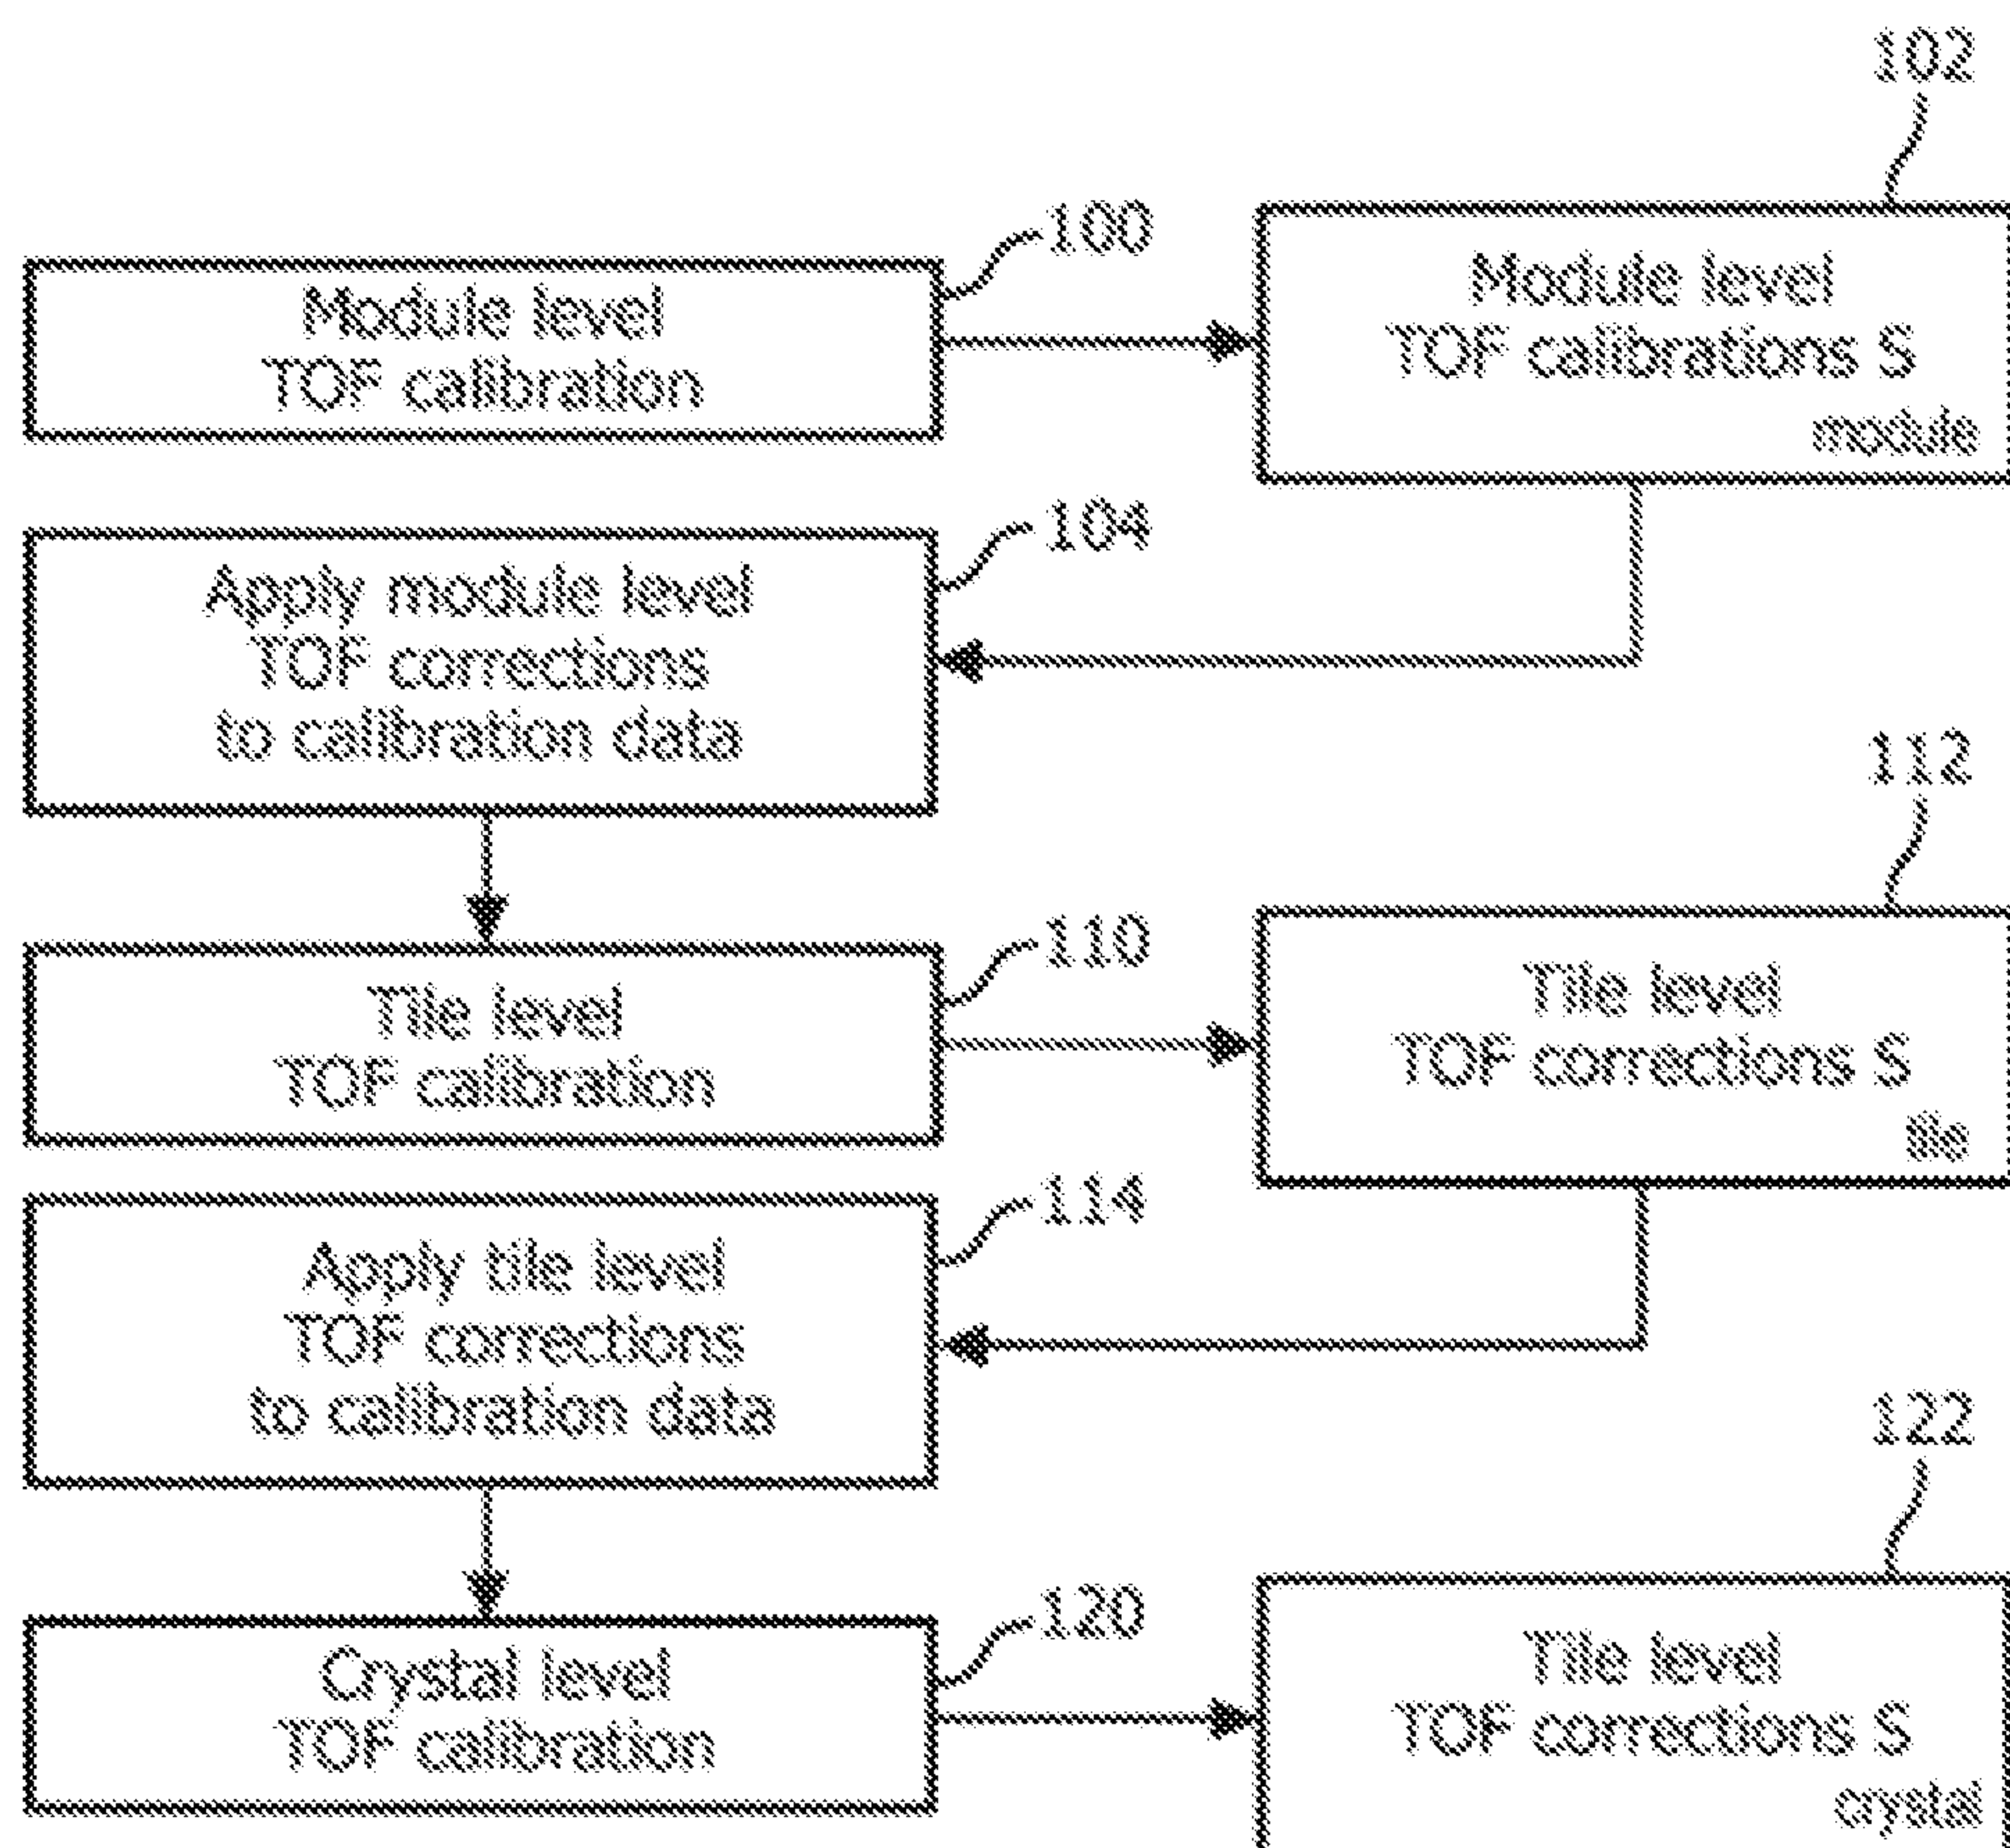 102
100
Module level
TOF calibration
Module level
TOF calibrations S
module
104
Apply module level
TOF corrections
to calibration data
112
110
Tile level
TOF calibration
Tile level
TOF corrections S
tile
114
Apply tile level
TOF corrections
to calibration data
122
120
Crystal level
TOF calibration
Tile level
TOF corrections S
crystal